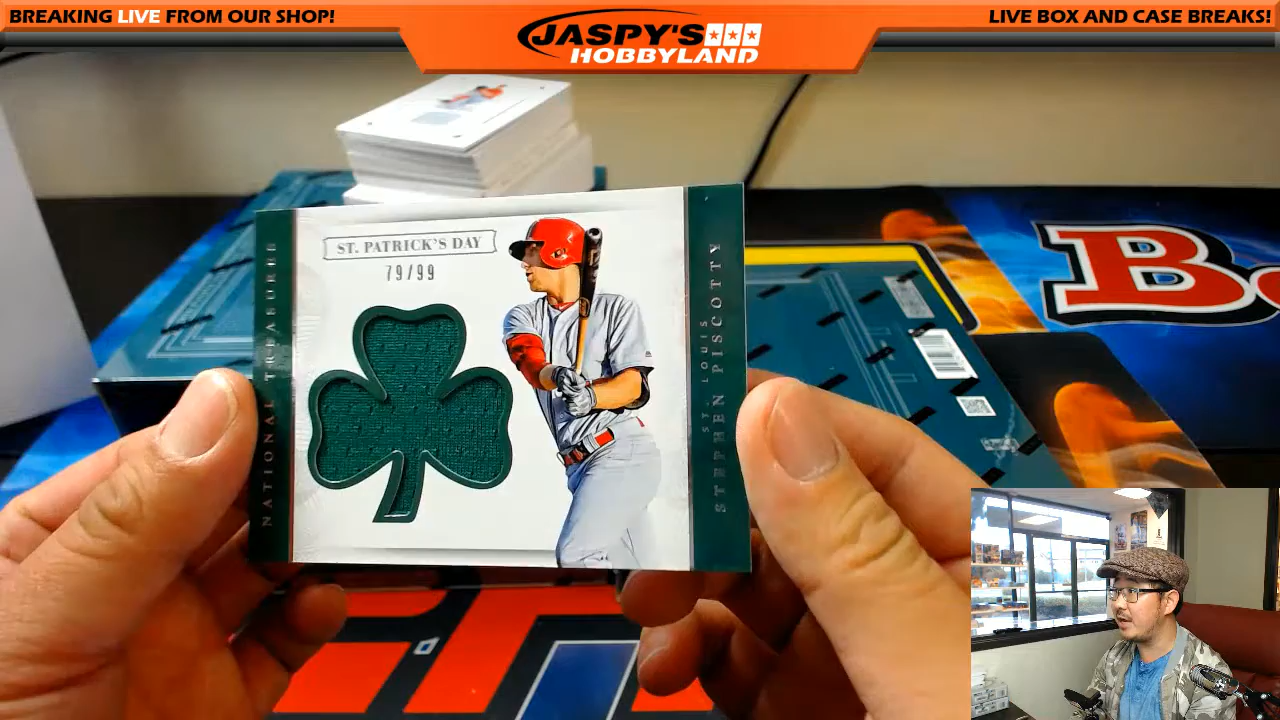 BREAKING LIVE FROM OUR SHOP!
JASPY'S
HOBBYLAND
LIVE BOX AND CASE BREAKS!
NATIONAL TREASURES
ST. PATRICK'S DAY
79/99
ST. LOUIS
STEPHEN PISCOTTY
B